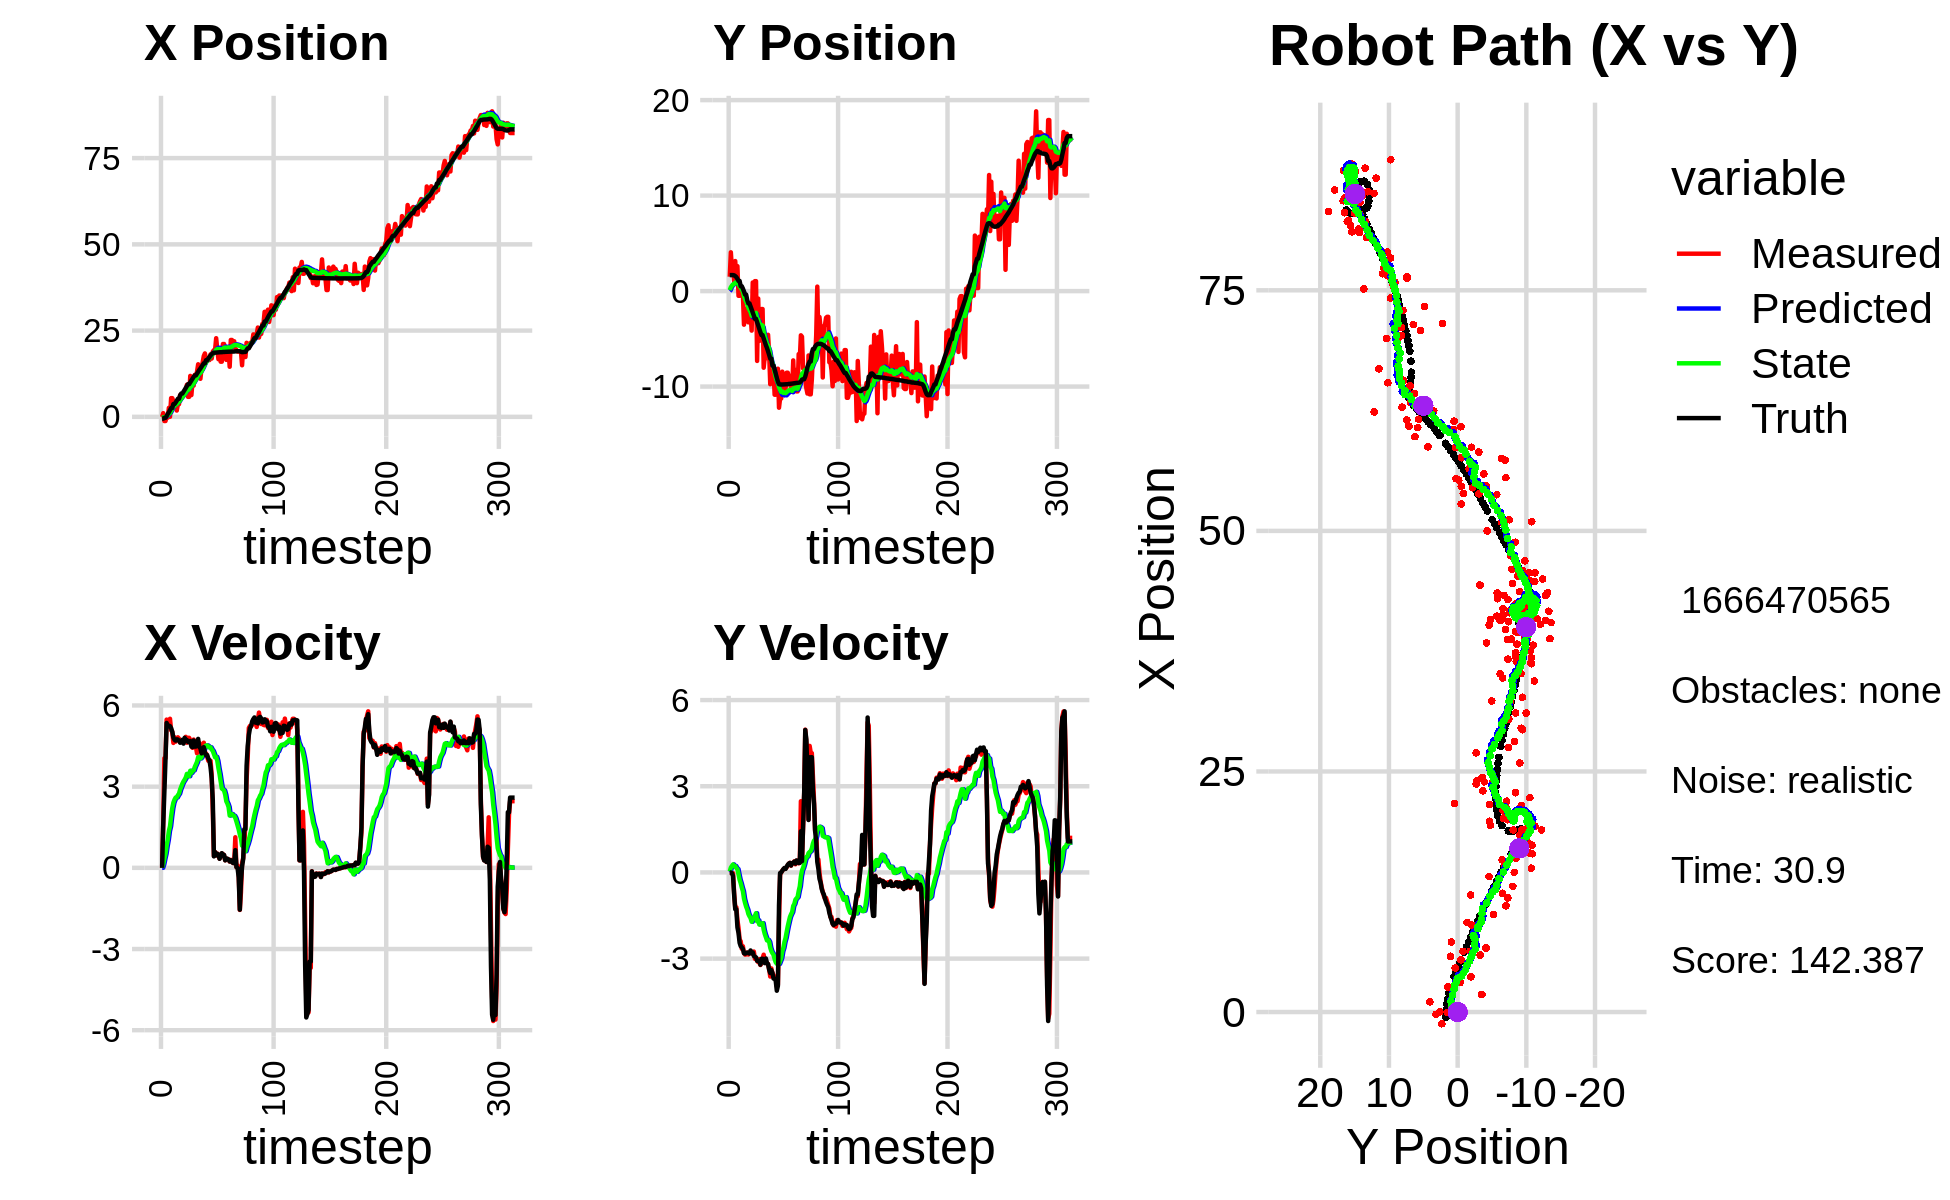 X Position
75
50
25
0
0
100
200
300
timestep
Y Position
20
10
0
-10
0
100
200
300
timestep
X Velocity
6
3
0
-3
-6
0
100
200
300
timestep
Y Velocity
6
3
0
-3
0
100
200
300
timestep
Robot Path (X vs Y)
X Position
75
50
25
0
20 10 0 -10 -20
Y Position
variable
Measured
Predicted
State
Truth
1666470565
Obstacles: none
Noise: realistic
Time: 30.9
Score: 142.387